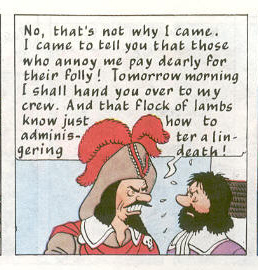 No, that's not why I came.
I came to tell you that those
who annoy me pay dearly for
their folly! Tomorrow morning
I shall hand you over to my
crew. And that flock of lambs
know just how to
adminis- ter a lin-
gering death!